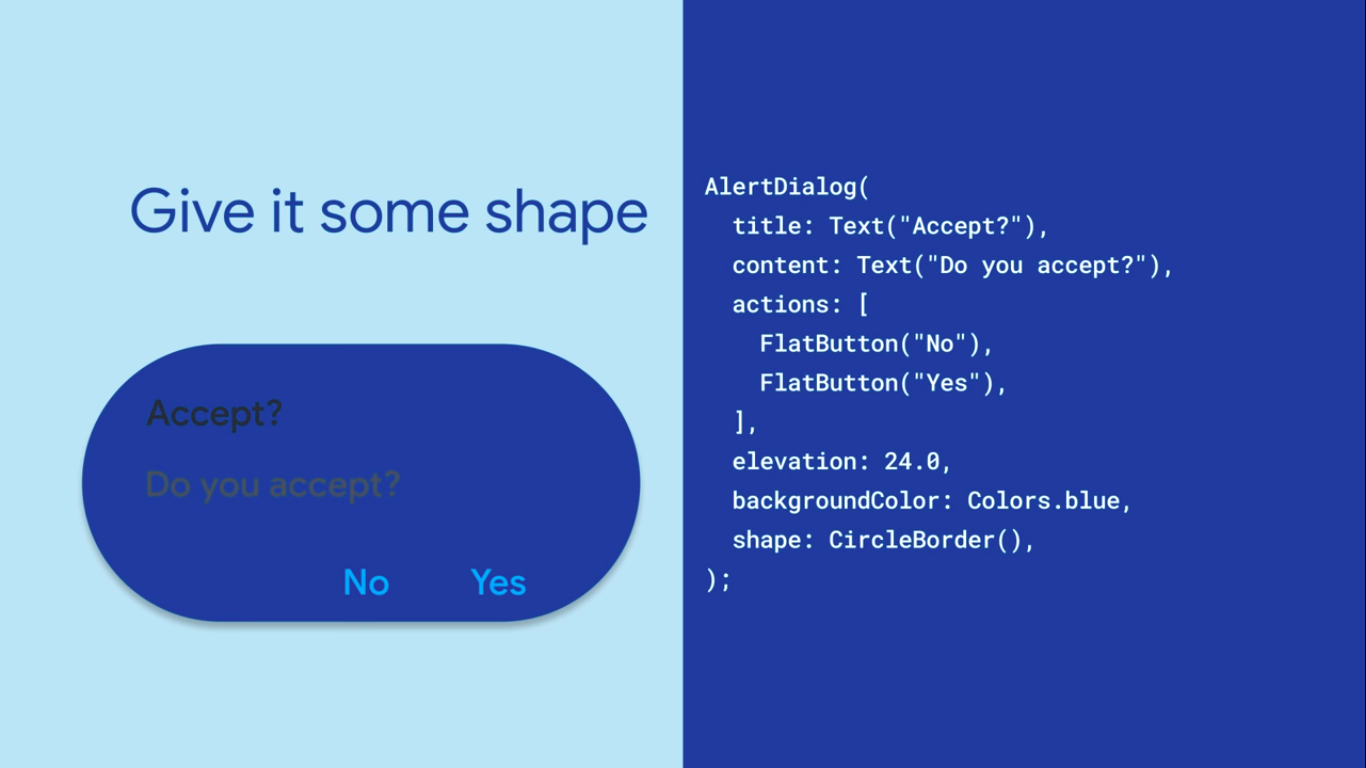 Give it some shape
Accept?
Do you accept?
No Yes
AlertDialog(
  title: Text("Accept?"),
  content: Text("Do you accept?"),
  actions: [
    FlatButton("No"),
    FlatButton("Yes"),
  ],
  elevation: 24.0,
  backgroundColor: Colors.blue,
  shape: CircleBorder(),
);